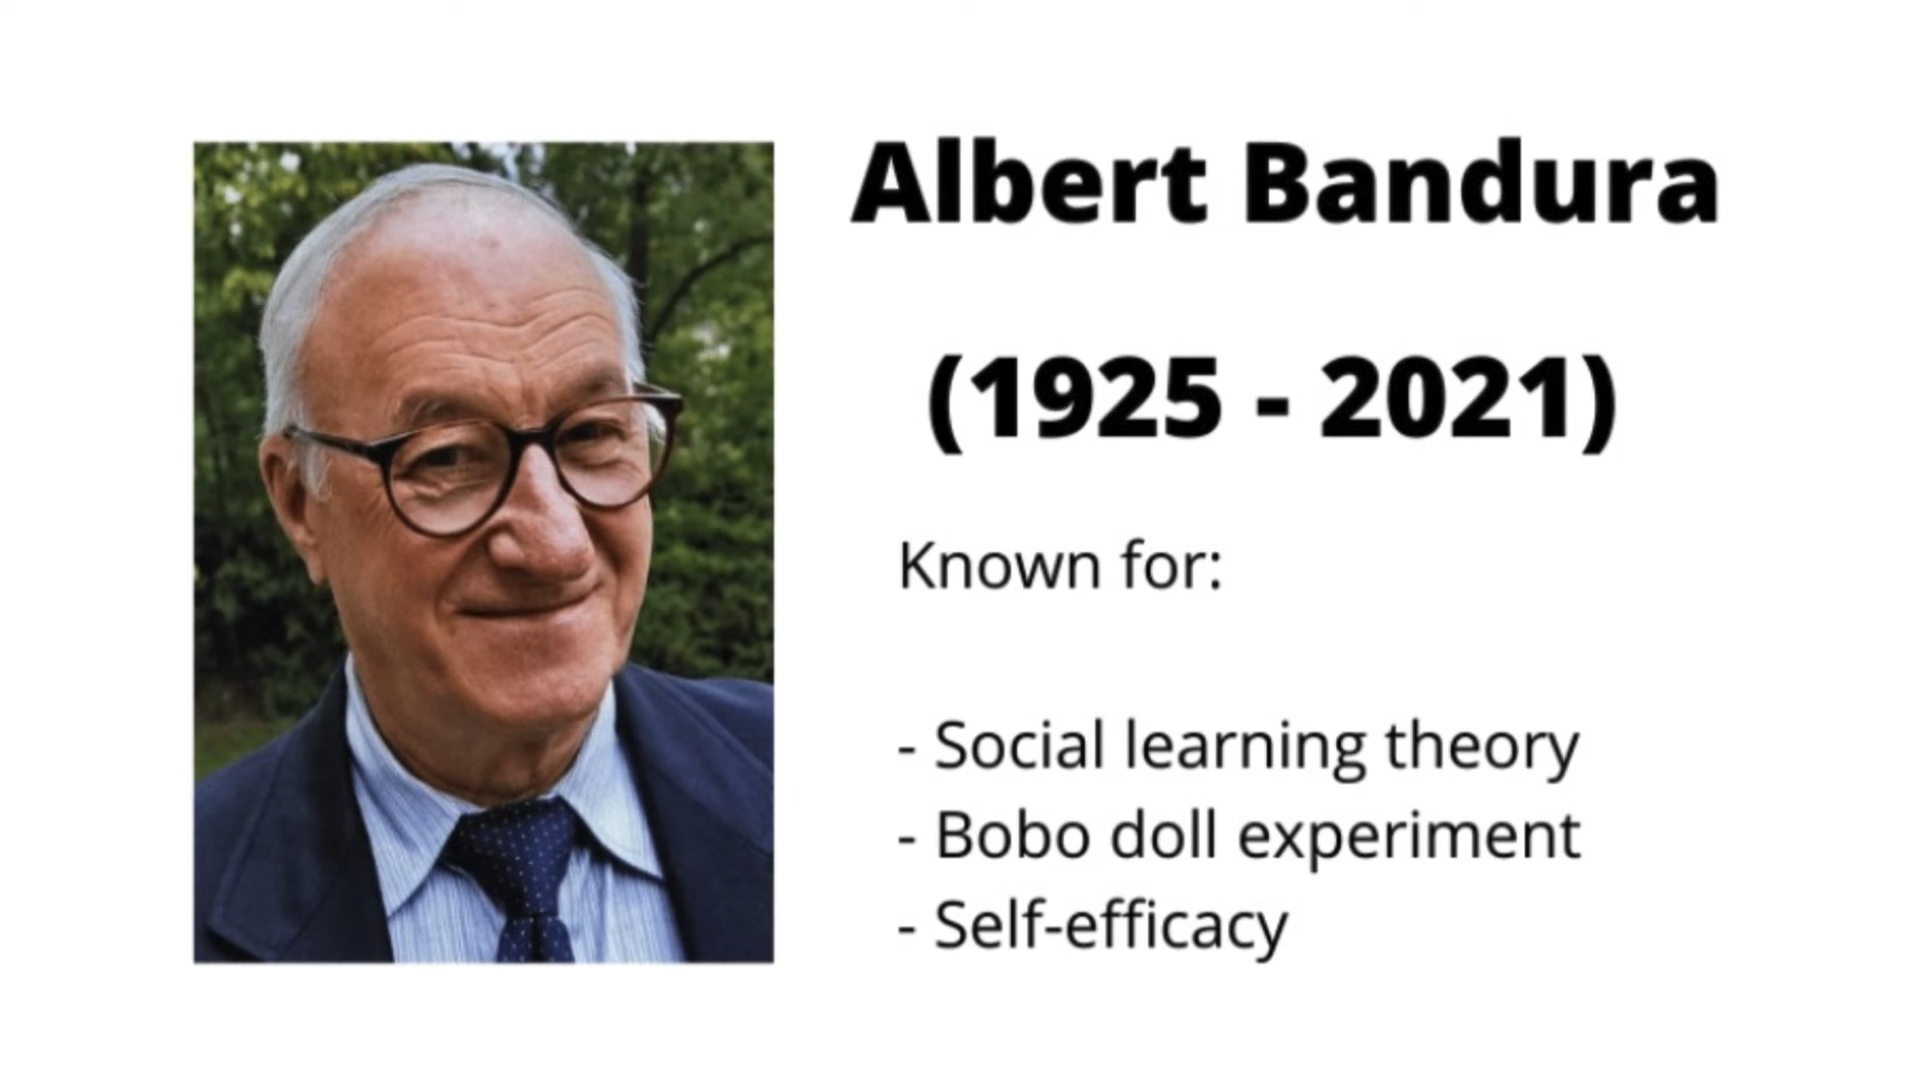 Albert Bandura
(1925 - 2021)
Known for:
- Social learning theory
- Bobo doll experiment
- Self-efficacy